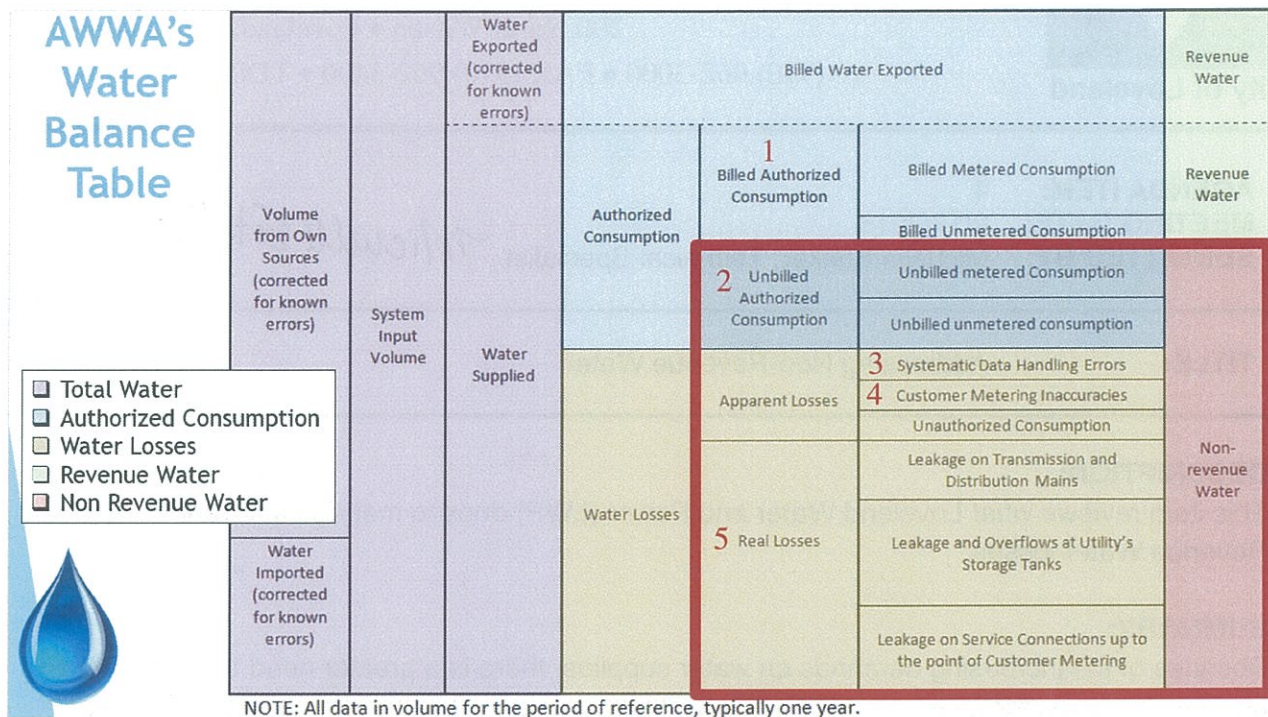 AWWA's
Water
Balance
Table
Volume
from Own
Sources
(corrected
for known
errors)
Water
Imported
(corrected
for known
errors)
System
Input
Volume
Water
Exported
(corrected
for known
errors)
Water
Supplied
Billed Water Exported
Revenue
Water
Authorized
Consumption
1
Billed Authorized
Consumption
Billed Metered Consumption
Billed Unmetered Consumption
Revenue
Water
2 Unbilled
Authorized
Consumption
Unbilled metered Consumption
Unbilled unmetered consumption
Water Losses
Apparent Losses
3 Systematic Data Handling Errors
4 Customer Metering Inaccuracies
Unauthorized Consumption
5 Real Losses
Leakage on Transmission and
Distribution Mains
Leakage and Overflows at Utility's
Storage Tanks
Leakage on Service Connections up to
the point of Customer Metering
Non-
revenue
Water
Total Water
Authorized Consumption
Water Losses
Revenue Water
Non Revenue Water
NOTE: All data in volume for the period of reference, typically one year.